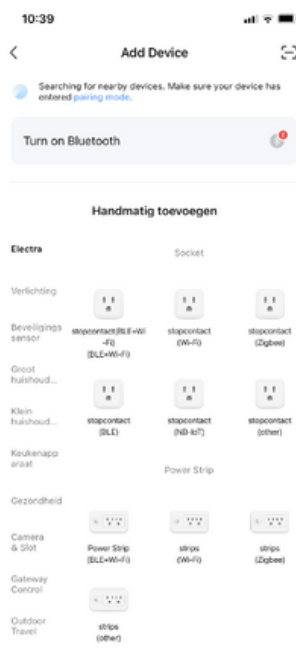 10:39
Add Device
Searching for nearby devices. Make sure your device has
entered pairing mode.
Turn on Bluetooth
Handmatig toevoegen
Electra
Verlichting
Beveiligings
sensor
Groot
huishoud...
Klein
huishoud...
Keukenapp
araat
Gezondheid
Camera
& Slot
Gateway
Control
Outdoor
Travel
Socket
stopcontact(BLE+Wi
-Fi)
(BLE+Wi-Fi)
stopcontact
(Wi-Fi)
stopcontact
(Zigbee)
stopcontact
(BLE)
stopcontact
(NB-IoT)
stopcontact
(other)
Power Strip
Power Strip
(BLE+Wi-Fi)
strips
(Wi-Fi)
strips
(Zigbee)
strips
(other)